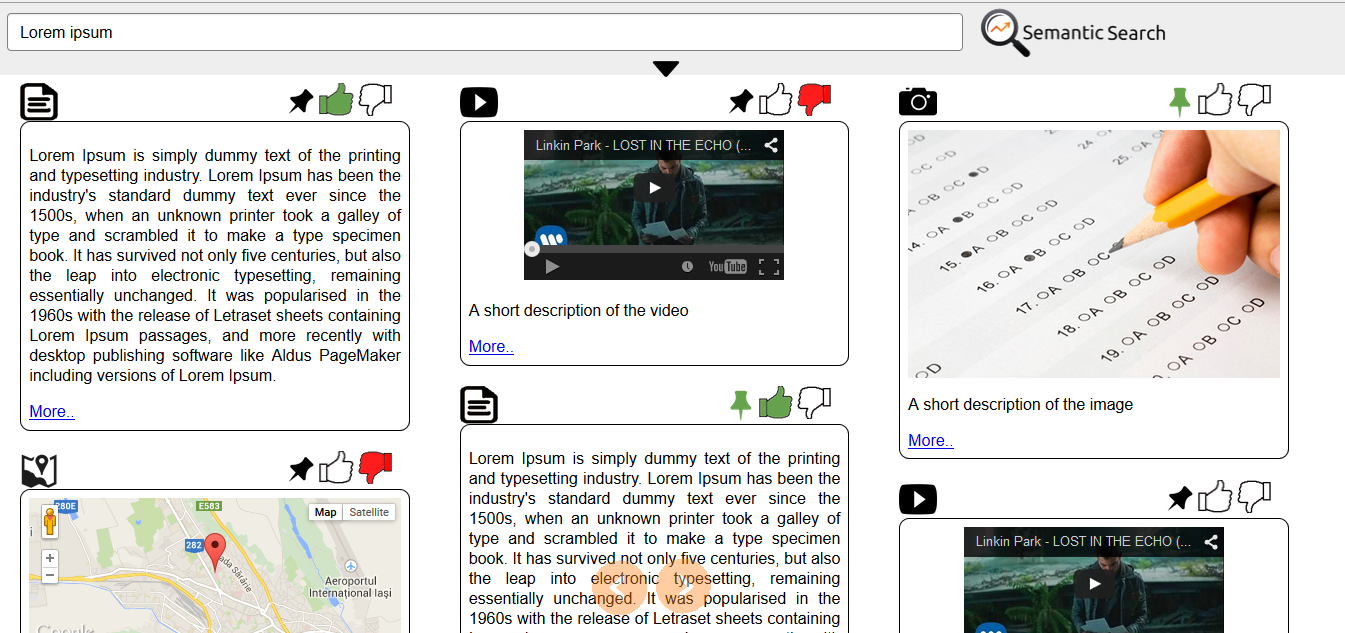 Lorem ipsum
Semantic Search
Lorem Ipsum is simply dummy text of the printing
and typesetting industry. Lorem Ipsum has been the
industry's standard dummy text ever since the
1500s, when an unknown printer took a galley of
type and scrambled it to make a type specimen
book. It has survived not only five centuries, but also
the leap into electronic typesetting, remaining
essentially unchanged. It was popularised in the
1960s with the release of Letraset sheets containing
Lorem Ipsum passages, and more recently with
desktop publishing software like Aldus PageMaker
including versions of Lorem Ipsum.
More..
280E
E583
Map Satellite
282
Aeroportul
Internațional Iași
Google
Linkin Park - LOST IN THE ECHO (...
YouTube
A short description of the video
More..
Lorem Ipsum is simply dummy text of the printing
and typesetting industry. Lorem Ipsum has been the
industry's standard dummy text ever since the
1500s, when an unknown printer took a galley of
type and scrambled it to make a type specimen
book. It has survived not only five centuries, but also
the leap into electronic typesetting, remaining
essentially unchanged. It was popularised in the
1960s with the release of Letraset sheets containing
24. OA
25. OA OB
14. OA B OC OD
15. A OB OC OD
16. OA B OC OD
17. OA OB OC
18. OA OB OC OD
19. OA OB OC OD
OA OB OC OD
A short description of the image
More..
Linkin Park - LOST IN THE ECHO (...